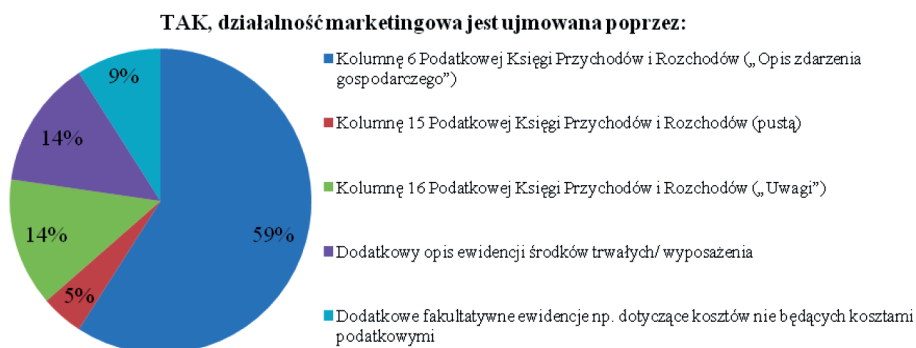 TAK, działalność marketingowa jest ujmowana poprzez:
9%
14%
14%
5%
59%
Kolumnę 6 Podatkowej Księgi Przychodów i Rozchodów („Opis zdarzenia
gospodarczego”)
Kolumnę 15 Podatkowej Księgi Przychodów i Rozchodów (pustą)
Kolumnę 16 Podatkowej Księgi Przychodów i Rozchodów („Uwagi”)
Dodatkowy opis ewidencji środków trwałych/ wyposażenia
Dodatkowe fakultatywne ewidencje np. dotyczące kosztów nie będących kosztami
podatkowymi